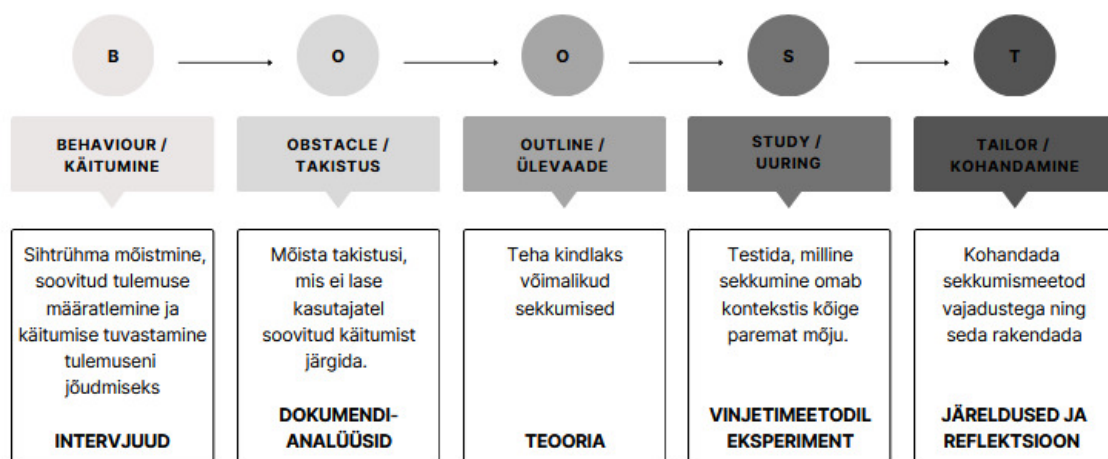 B
O
O
S
T
BEHAVIOUR /
KÄITUMINE
OBSTACLE /
TAKISTUS
OUTLINE /
ÜLEVAADE
STUDY /
UURING
TAILOR /
KOHANDAMINE
Sihtrühma mõistmine,
soovitud tulemuse
määratlemine ja
käitumise tuvastamine
tulemuseni
jõudmiseks
INTERVJUUD
Mõista takistusi,
mis ei lase
kasutajatel
soovitud käitumist
järgida.
DOKUMENDI-
ANALÜÜSID
Teha kindlaks
võimalikud
sekkumised
TEOORIA
Testida, milline
sekkumine omab
kontekstis kõige
paremat mõju.
VINJETIMEETODIL
EKSPERIMENT
Kohandada
sekkumismeetod
vajadustega ning
seda rakendada
JÄRELDUSED JA
REFLEKTSIOON